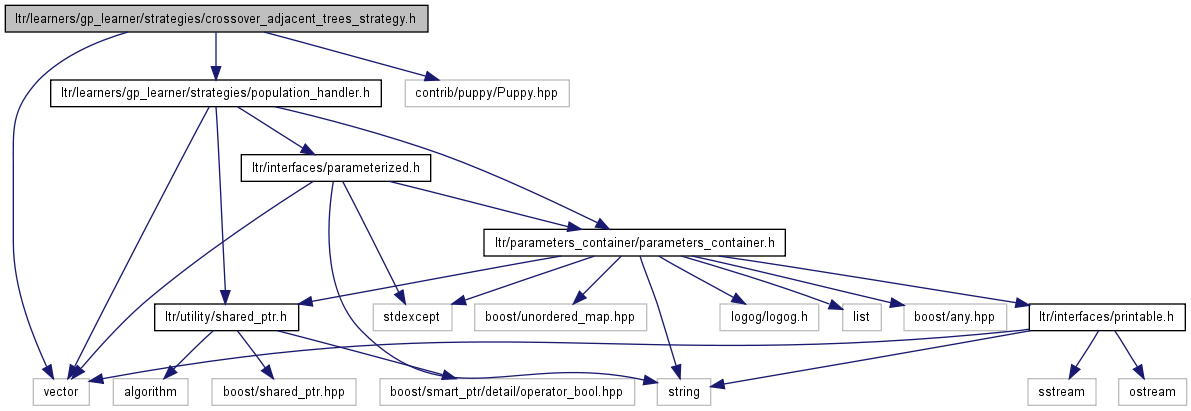 ltr/learners/gp_learner/strategies/crossover_adjacent_trees_strategy.h
ltr/learners/gp_learner/strategies/population_handler.h
contrib/puppy/Puppy.hpp
ltr/interfaces/parameterized.h
ltr/parameters_container/parameters_container.h
ltr/utility/shared_ptr.h
stdexcept
boost/unordered_map.hpp
logog/logog.h
list
boost/any.hpp
ltr/interfaces/printable.h
vector
algorithm
boost/shared_ptr.hpp
boost/smart_ptr/detail/operator_bool.hpp
string
sstream
ostream